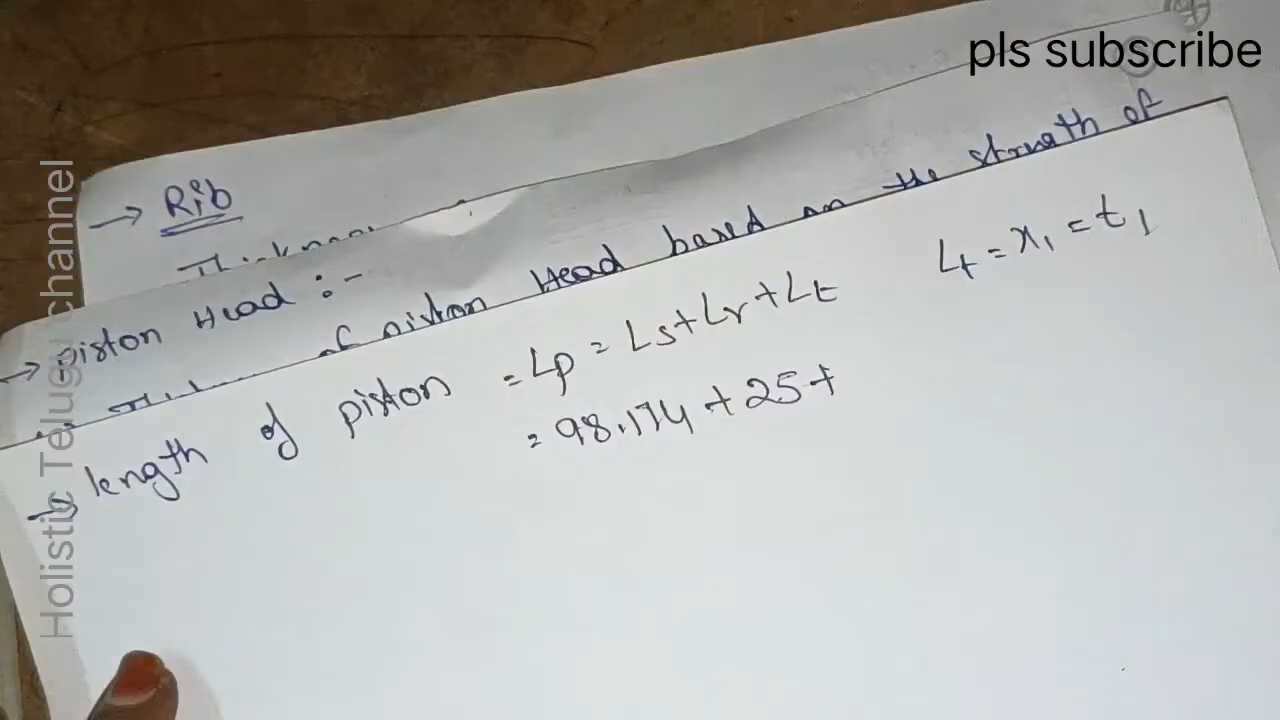 pls subscribe
Holistic Telugu channel
→ Rib
→ Piston Head :-
of piston Head based on the strength of
→ length of piston = Lp = Ls+Lr+Lt
Lt = x1 = t1
= 98.174 + 25 +